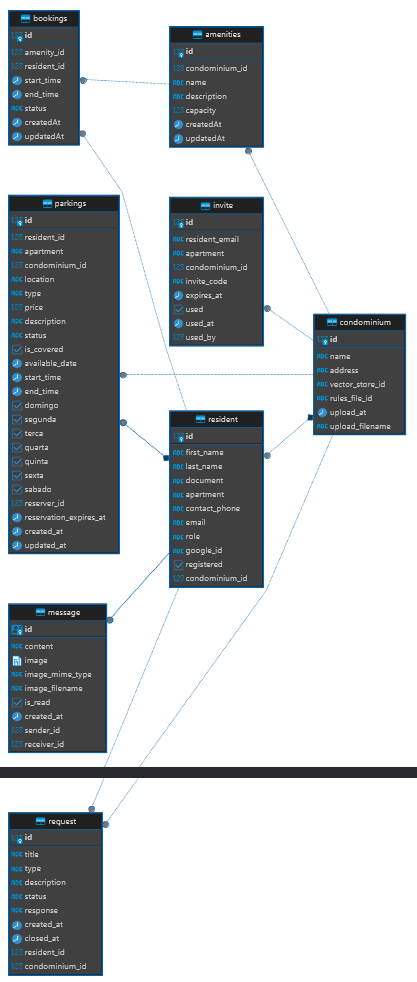 bookings
id
amenity_id
resident_id
start_time
end_time
status
createdAt
updatedAt
amenities
id
condominium_id
name
description
capacity
createdAt
updatedAt
parkings
id
resident_id
apartment
condominium_id
location
type
price
description
status
is_covered
available_date
start_time
end_time
domingo
segunda
terca
quarta
quinta
sexta
sabado
reserver_id
reservation_expires_at
created_at
updated_at
invite
id
resident_email
apartment
condominium_id
invite_code
expires_at
used
used_at
used_by
condominium
id
name
address
vector_store_id
rules_file_id
upload_at
upload_filename
resident
id
first_name
last_name
document
apartment
contact_phone
email
role
google_id
registered
condominium_id
message
id
content
image
image_mime_type
image_filename
is_read
created_at
sender_id
receiver_id
request
id
title
type
description
status
response
created_at
closed_at
resident_id
condominium_id